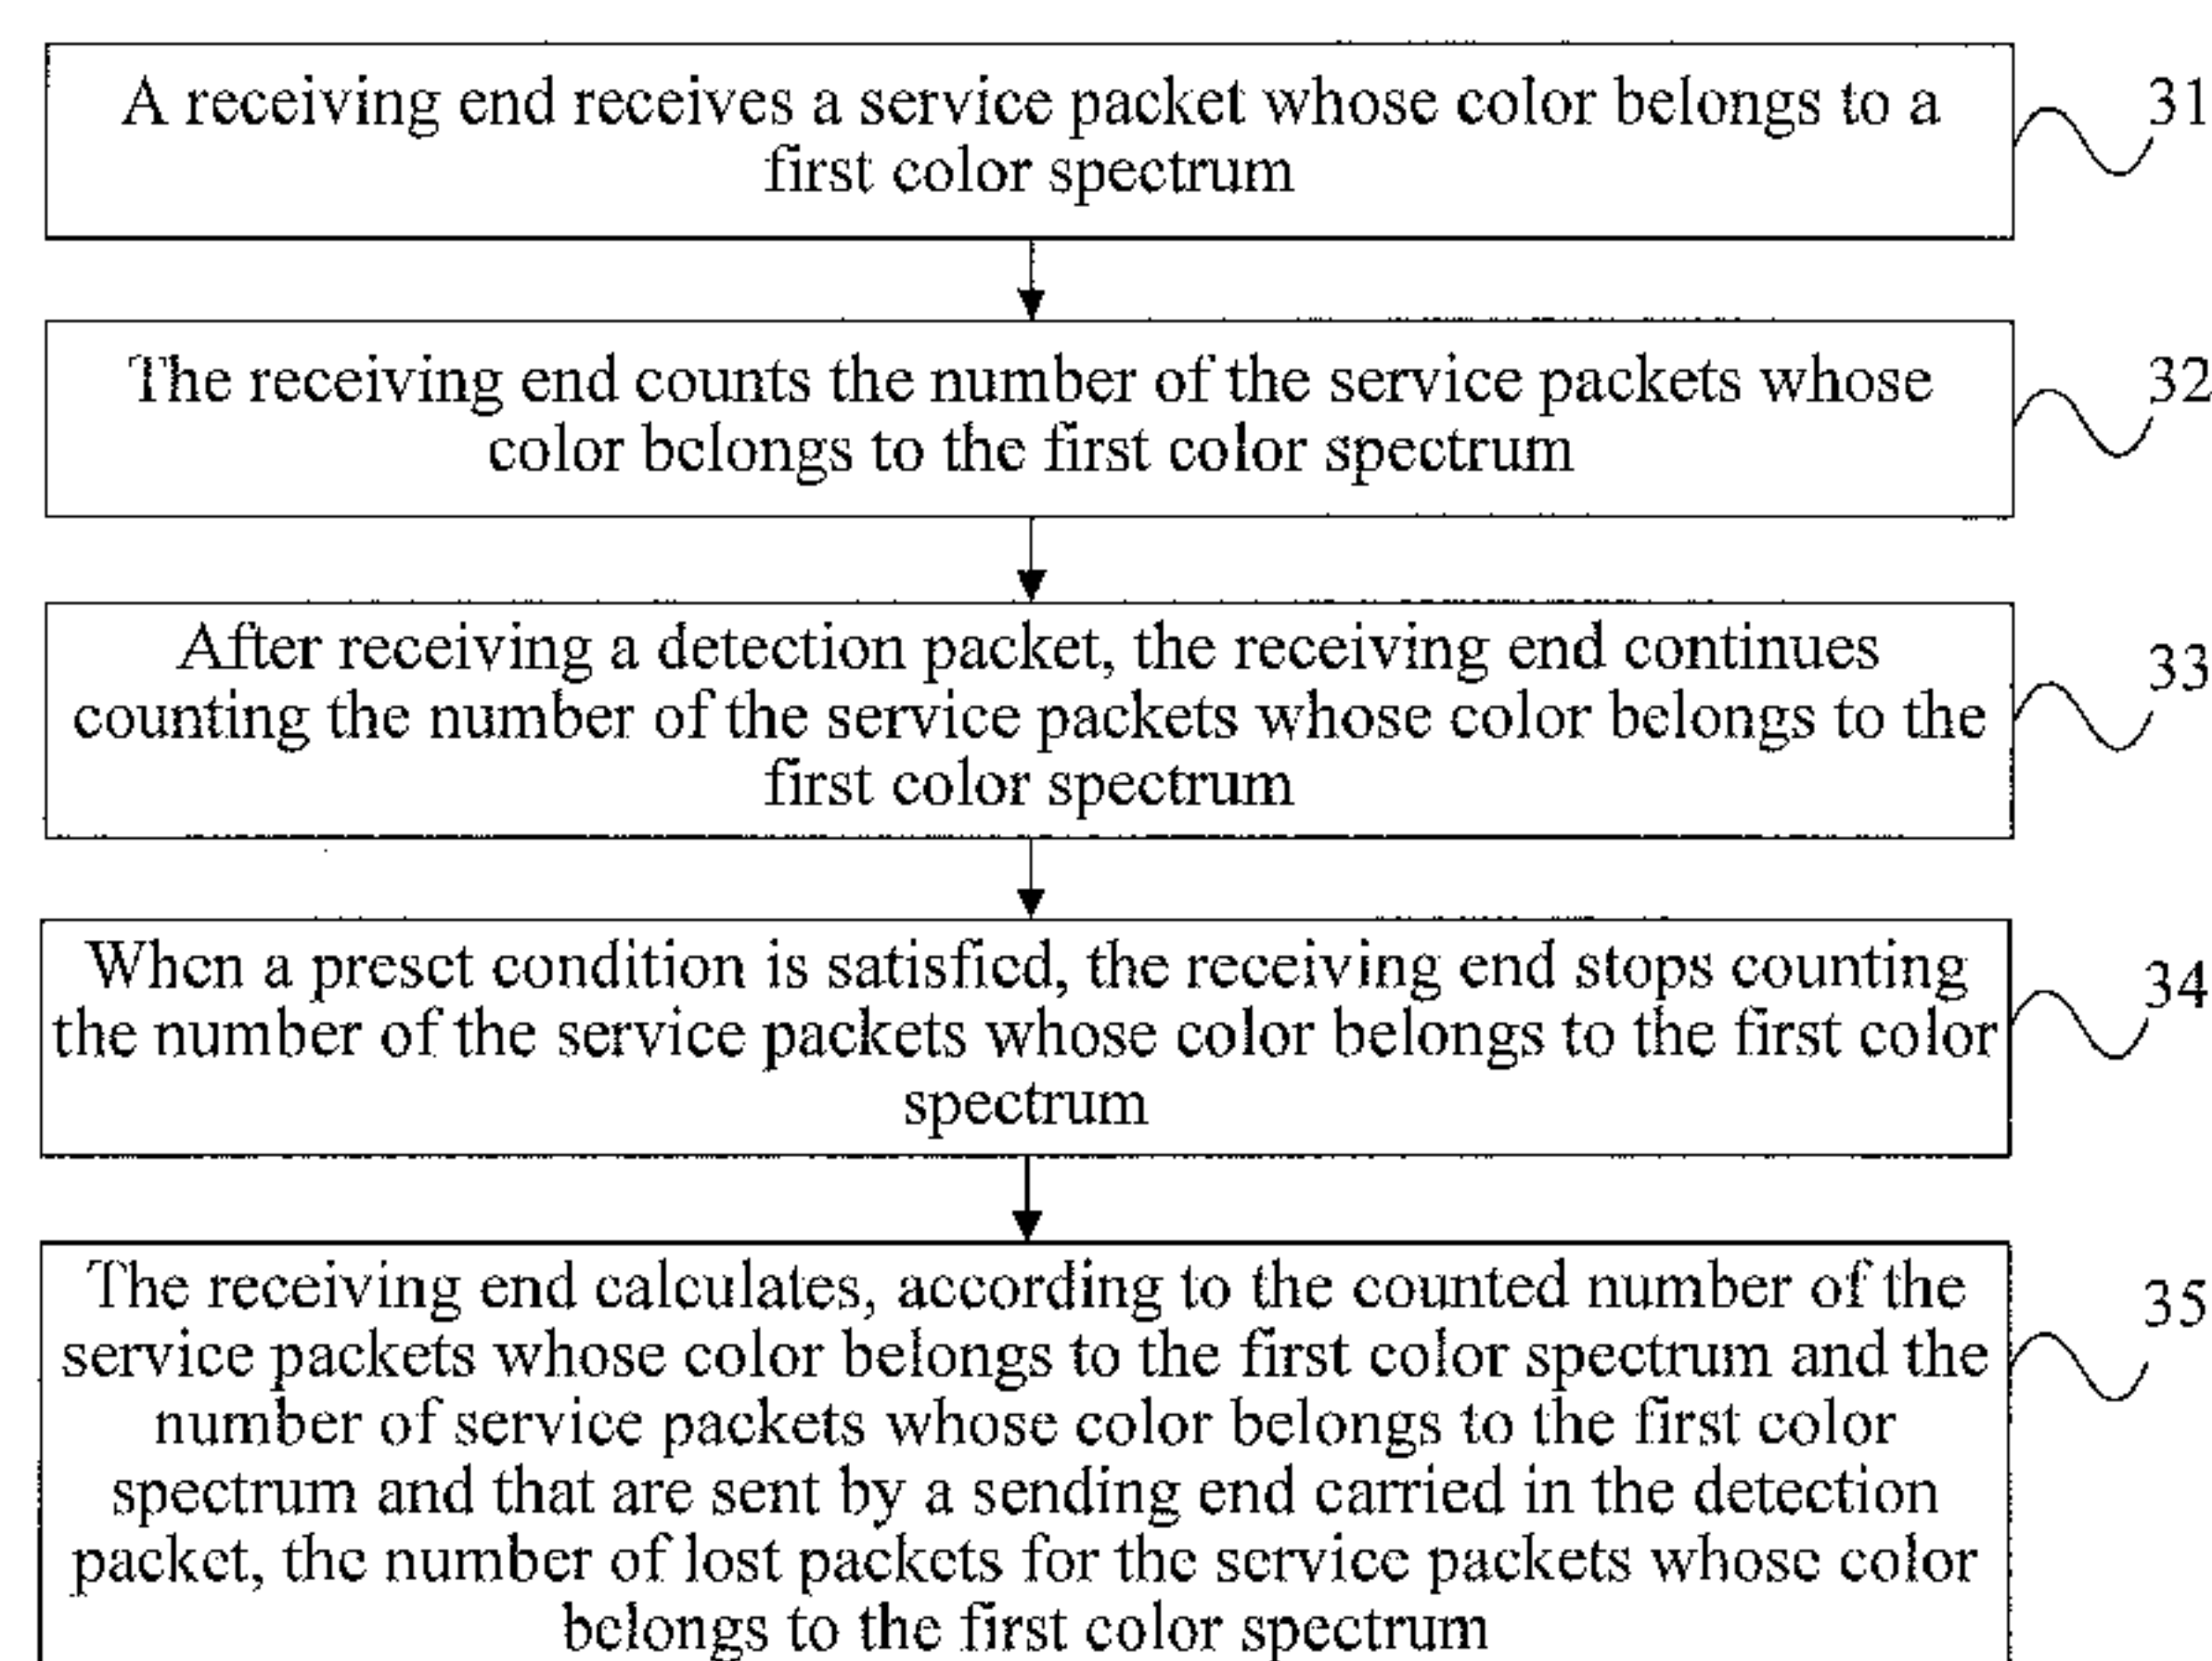 A receiving end receives a service packet whose color belongs to a
first color spectrum
31
The receiving end counts the number of the service packets whose
color belongs to the first color spectrum
32
After receiving a detection packet, the receiving end continues
counting the number of the service packets whose color belongs to the
first color spectrum
33
When a preset condition is satisfied, the receiving end stops counting
the number of the service packets whose color belongs to the first color
spectrum
34
The receiving end calculates, according to the counted number of the
service packets whose color belongs to the first color spectrum and the
number of service packets whose color belongs to the first color
spectrum and that are sent by a sending end carried in the detection
packet, the number of lost packets for the service packets whose color
belongs to the first color spectrum
35